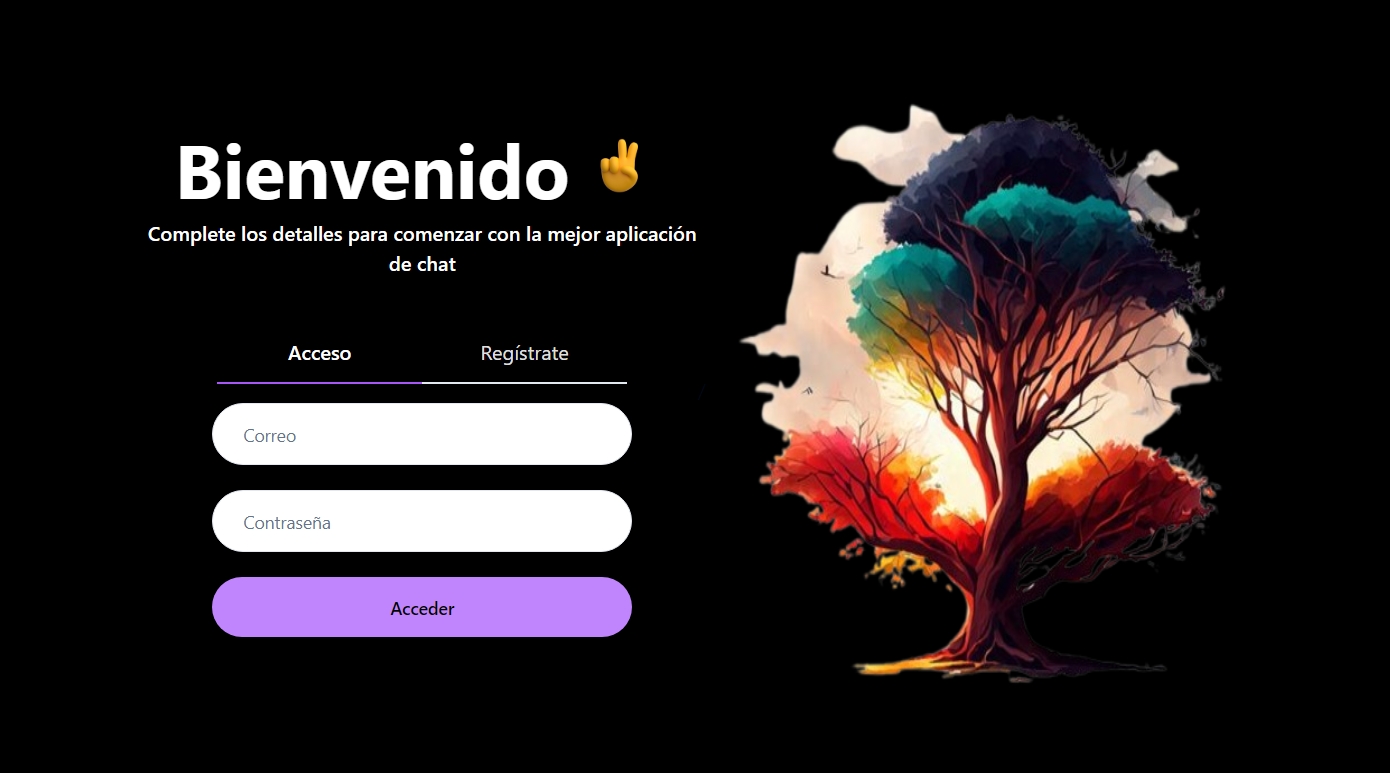 Bienvenido ✌
Complete los detalles para comenzar con la mejor aplicación
de chat
Acceso
Regístrate
Correo
Contraseña
Acceder